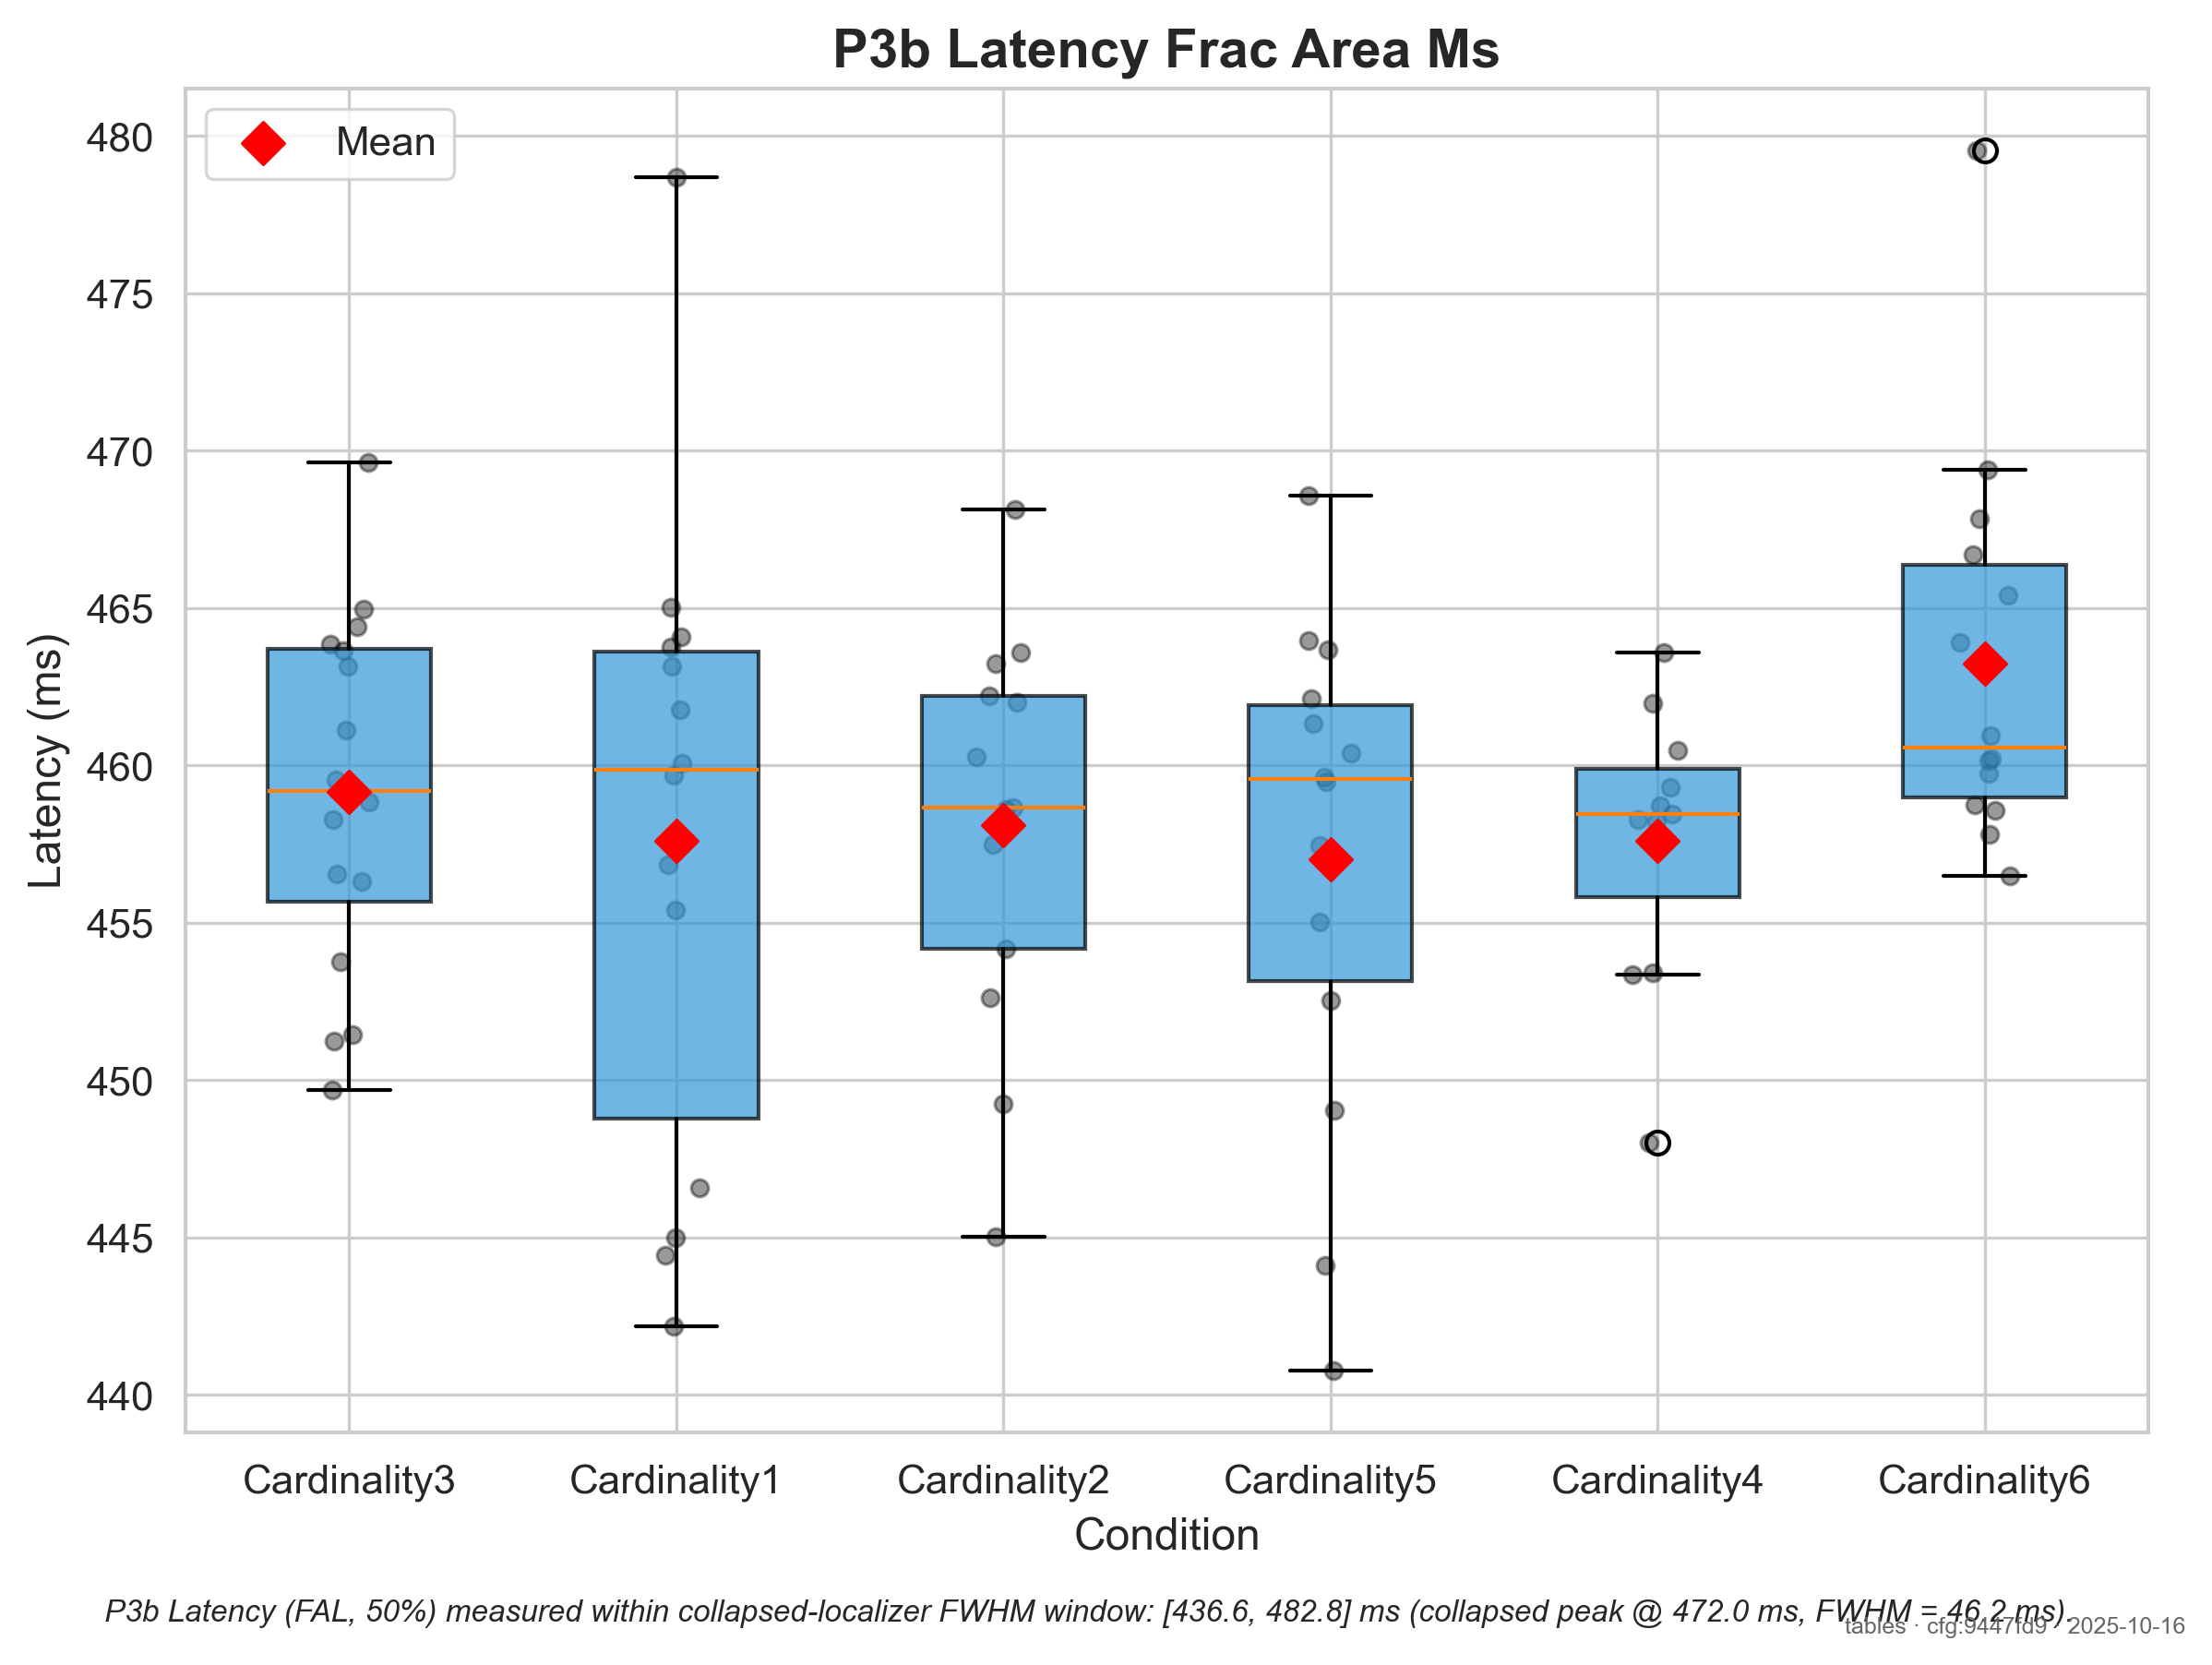 P3b Latency Frac Area Ms
Mean
480
475
470
465
460
455
450
445
440
Latency (ms)
Cardinality3 Cardinality1 Cardinality2 Cardinality5 Cardinality4 Cardinality6
Condition
P3b Latency (FAL, 50%) measured within collapsed-localizer FWHM window: [436.6, 482.8] ms (collapsed peak @ 472.0 ms, FWHM = 46.2 ms).
tables · cfg:9447fd9 · 2025-10-16